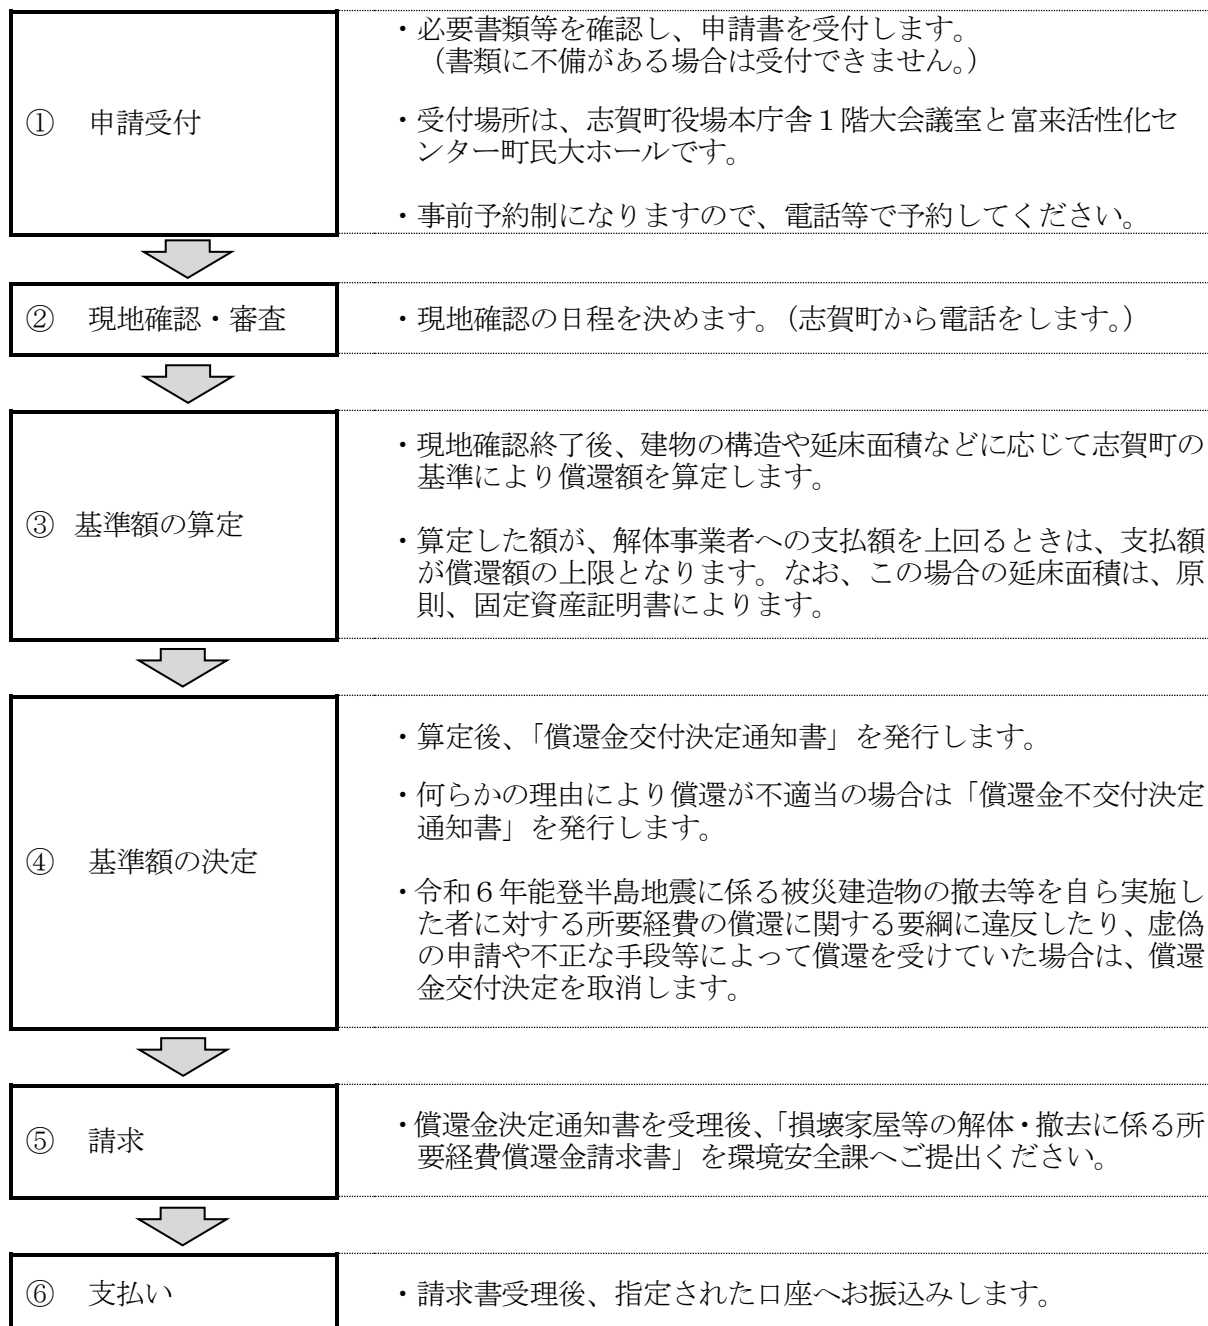 ① 申請受付
・必要書類等を確認し、申請書を受付します。
（書類に不備がある場合は受付できません。）
・受付場所は、志賀町役場本庁舎１階大会議室と富来活性化セ
ンター町民大ホールです。
・事前予約制になりますので、電話等で予約してください。
② 現地確認・審査
・現地確認の日程を決めます。（志賀町から電話をします。）
③ 基準額の算定
・現地確認終了後、建物の構造や延床面積などに応じて志賀町の
基準により償還額を算定します。
・算定した額が、解体事業者への支払額を上回るときは、支払額
が償還額の上限となります。なお、この場合の延床面積は、原
則、固定資産証明書によります。
④ 基準額の決定
・算定後、「償還金交付決定通知書」を発行します。
・何らかの理由により償還が不適当の場合は「償還金不交付決定
通知書」を発行します。
・令和６年能登半島地震に係る被災建造物の撤去等を自ら実施し
た者に対する所要経費の償還に関する要綱に違反したり、虚偽
の申請や不正な手段等によって償還を受けていた場合は、償還
金交付決定を取消します。
⑤ 請求
・償還金決定通知書を受理後、「損壊家屋等の解体・撤去に係る所
要経費償還金請求書」を環境安全課へご提出ください。
⑥ 支払い
・請求書受理後、指定された口座へお振込みします。